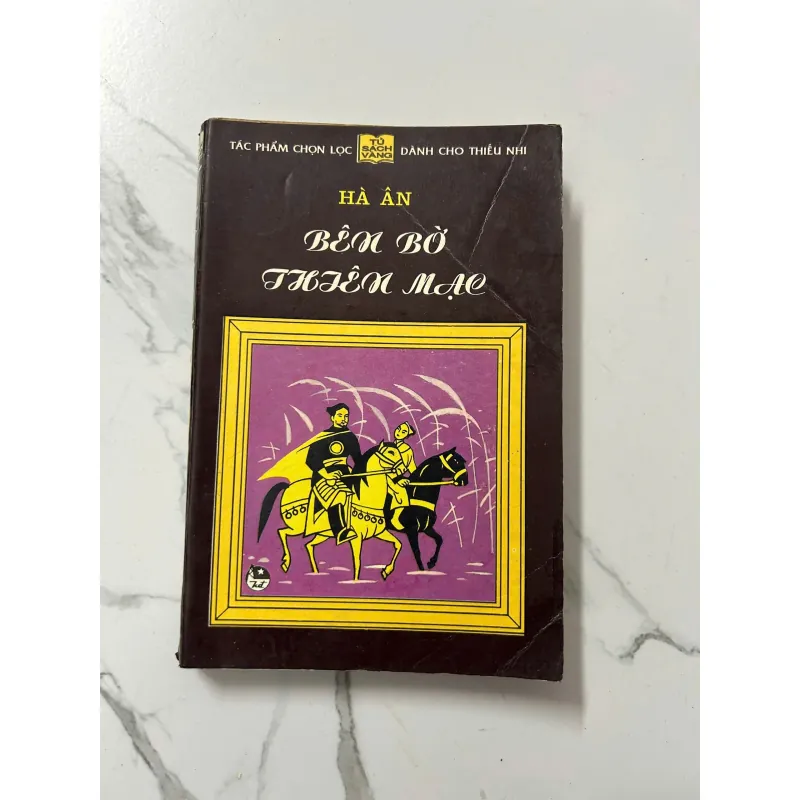 TÁC PHẨM CHỌN LỌC TỦ SÁCH VÀNG DÀNH CHO THIẾU NHI
HÀ ÂN
BÊN BỜ
THIÊN MẠC